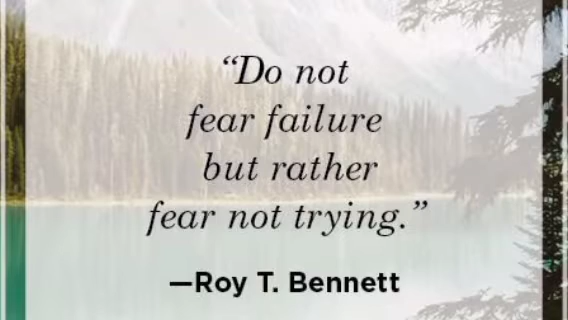 “Do not
fear failure
but rather
fear not trying.”
—Roy T. Bennett